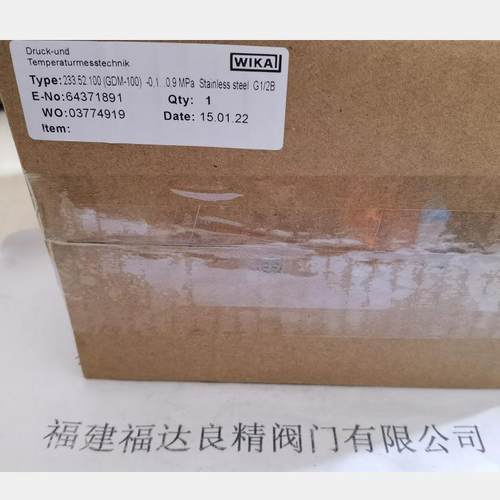 Druck-und
Temperaturmesstechnik
WIKA
Type: 233.52.100 (GDM-100) -0,1...0,9 MPa Stainless steel G1/2B
E-No: 64371891 Qty: 1
WO: 03774919 Date: 15.01.22
Item:
福建福达良精阀门有限公司